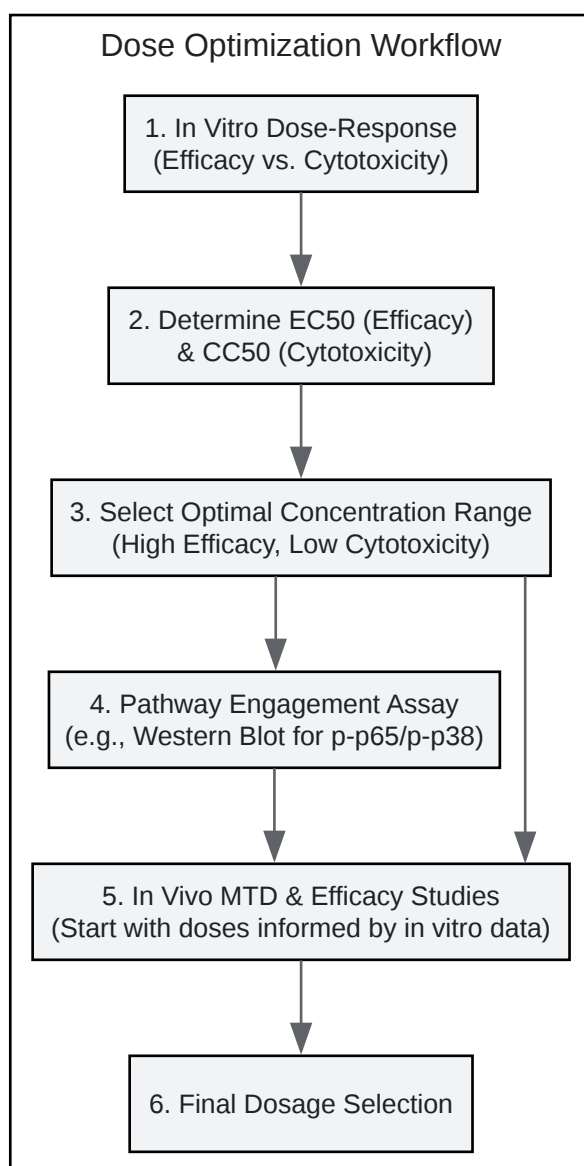 Dose Optimization Workflow
1. In Vitro Dose-Response
(Efficacy vs. Cytotoxicity)
2. Determine EC50 (Efficacy)
& CC50 (Cytotoxicity)
3. Select Optimal Concentration Range
(High Efficacy, Low Cytotoxicity)
4. Pathway Engagement Assay
(e.g., Western Blot for p-p65/p-p38)
5. In Vivo MTD & Efficacy Studies
(Start with doses informed by in vitro data)
6. Final Dosage Selection